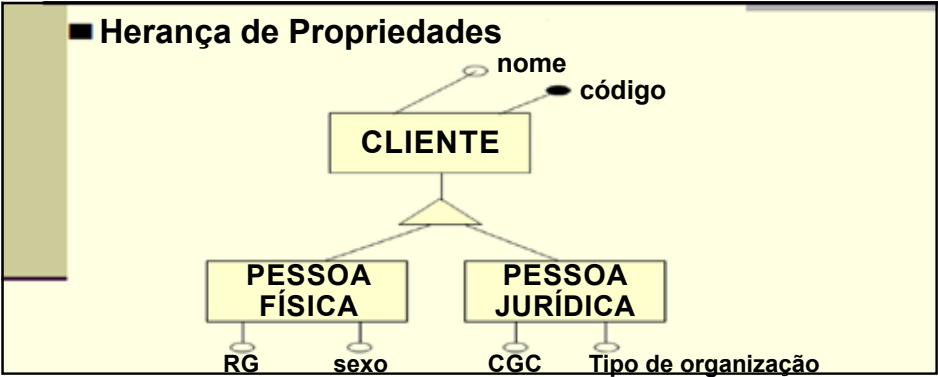 Herança de Propriedades
nome
código
CLIENTE
PESSOA
FÍSICA
PESSOA
JURÍDICA
RG
sexo
CGC
Tipo de organização